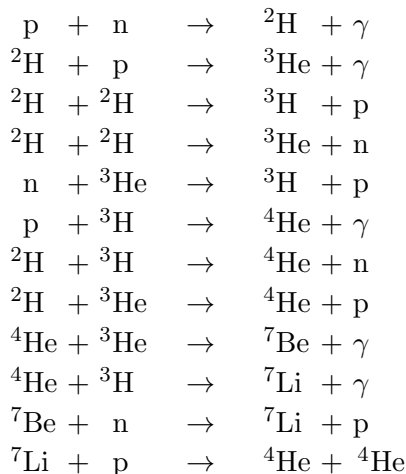 p + n → ²H + γ
²H + p → ³He + γ
²H + ²H → ³H + p
²H + ²H → ³He + n
n + ³He → ³H + p
p + ³H → ⁴He + γ
²H + ³H → ⁴He + n
²H + ³He → ⁴He + p
⁴He + ³He → ⁷Be + γ
⁴He + ³H → ⁷Li + γ
⁷Be + n → ⁷Li + p
⁷Li + p → ⁴He + ⁴He